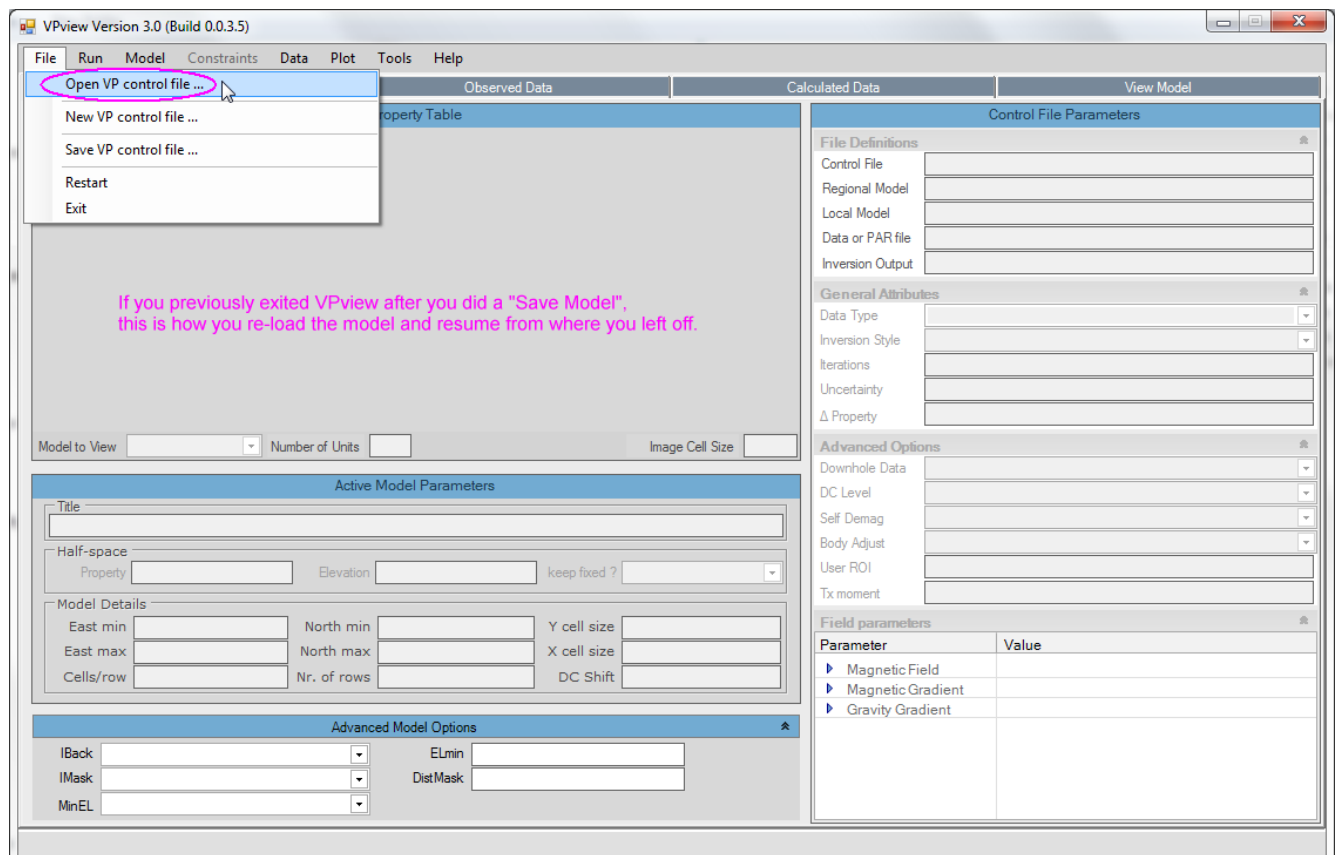 VPview Version 3.0 (Build 0.0.3.5)
File Run Model Constraints Data Plot Tools Help
Open VP control file ...
New VP control file ...
Save VP control file ...
Restart
Exit
Observed Data Calculated Data View Model
roperty Table
If you previously exited VPview after you did a "Save Model",
this is how you re-load the model and resume from where you left off.
Model to View Number of Units Image Cell Size
Active Model Parameters
Title
Half-space
Property Elevation keep fixed ?
Model Details
East min North min Y cell size
East max North max X cell size
Cells/row Nr. of rows DC Shift
Advanced Model Options
IBack ELmin
IMask DistMask
MinEL
Control File Parameters
File Definitions
Control File
Regional Model
Local Model
Data or PAR file
Inversion Output
General Attributes
Data Type
Inversion Style
Iterations
Uncertainty
Δ Property
Advanced Options
Downhole Data
DC Level
Self Demag
Body Adjust
User ROI
Tx moment
Field parameters
Parameter Value
Magnetic Field
Magnetic Gradient
Gravity Gradient